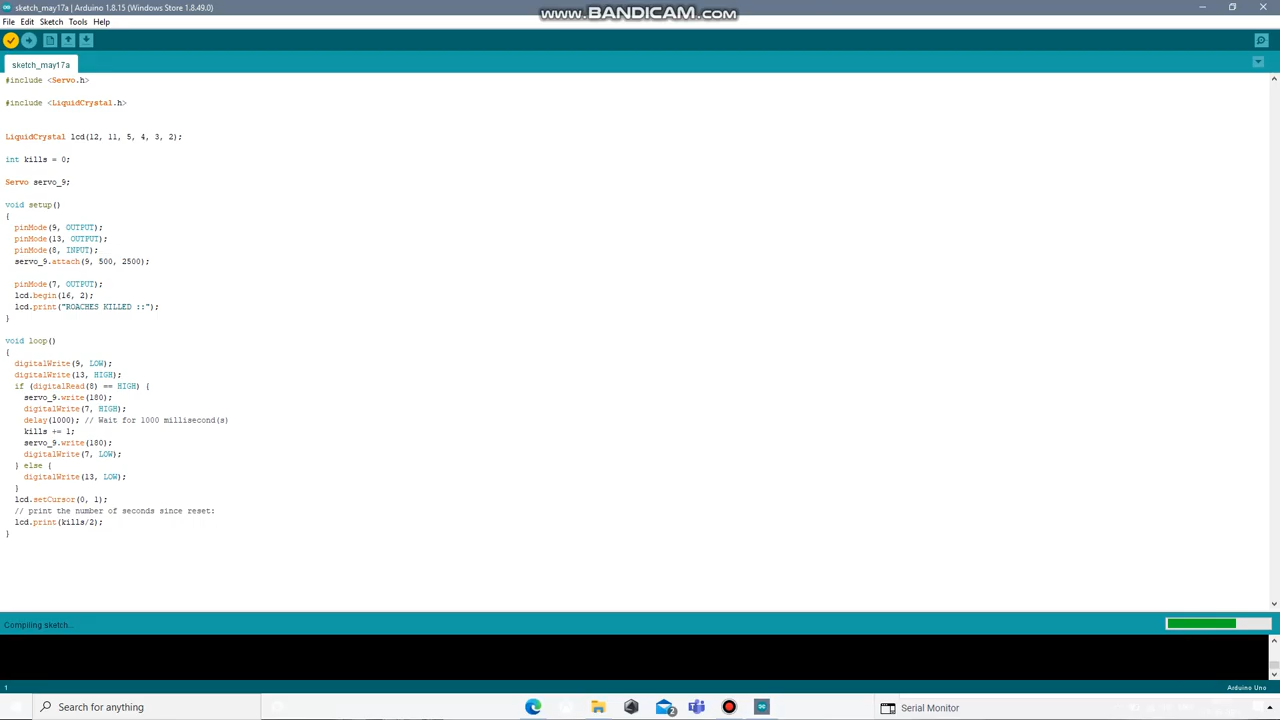 sketch_may17a | Arduino 1.8.15 (Windows Store 1.8.49.0)
www.BANDICAM.com
File Edit Sketch Tools Help
sketch_may17a
#include <Servo.h>
#include <LiquidCrystal.h>
LiquidCrystal lcd(12, 11, 5, 4, 3, 2);
int kills = 0;
Servo servo_9;
void setup()
{
pinMode(9, OUTPUT);
pinMode(13, OUTPUT);
pinMode(8, INPUT);
servo_9.attach(9, 500, 2500);
pinMode(7, OUTPUT);
lcd.begin(16, 2);
lcd.print("ROACHES KILLED ::");
}
void loop()
{
digitalWrite(9, LOW);
digitalWrite(13, HIGH);
if (digitalRead(8) == HIGH) {
servo_9.write(180);
digitalWrite(7, HIGH);
delay(1000); // Wait for 1000 millisecond(s)
kills += 1;
servo_9.write(180);
digitalWrite(7, LOW);
} else {
digitalWrite(13, LOW);
}
lcd.setCursor(0, 1);
// print the number of seconds since reset:
lcd.print(kills/2);
}
Compiling sketch...
1
Arduino Uno
Search for anything
2
Serial Monitor